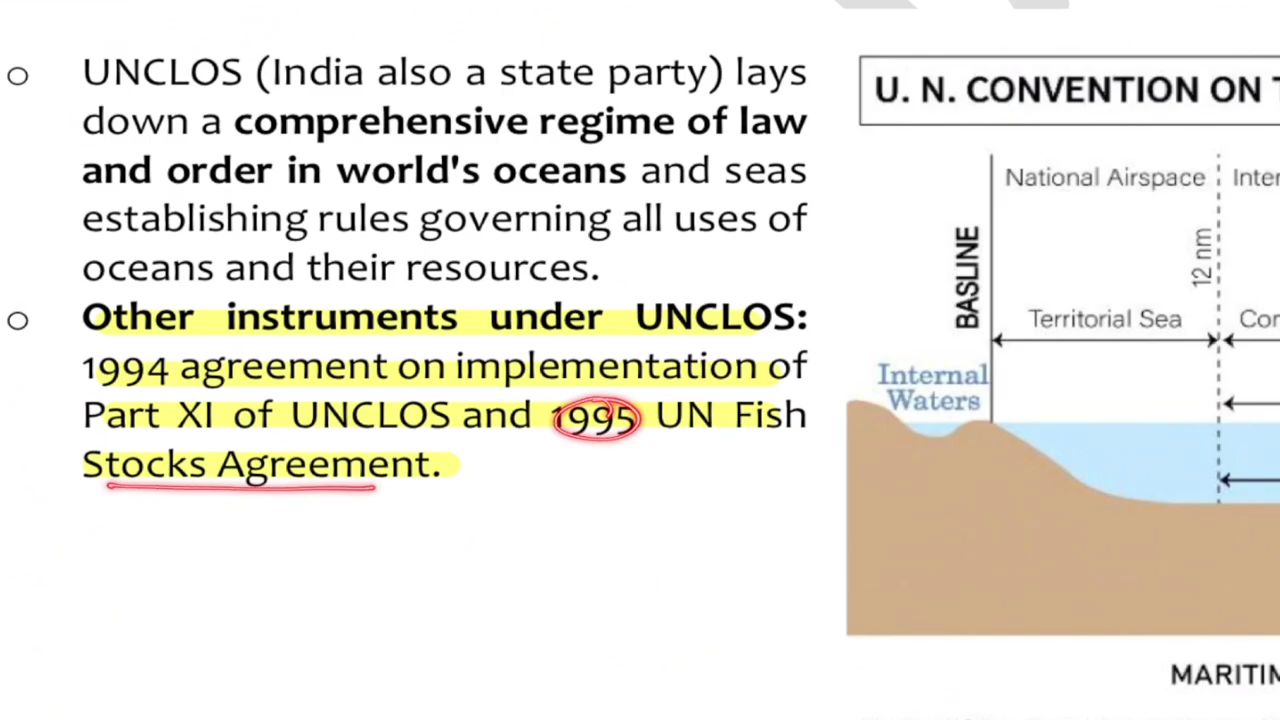 ○ UNCLOS (India also a state party) lays
down a comprehensive regime of law
and order in world's oceans and seas
establishing rules governing all uses of
oceans and their resources.
○ Other instruments under UNCLOS:
1994 agreement on implementation of
Part XI of UNCLOS and 1995 UN Fish
Stocks Agreement.
U. N. CONVENTION ON
National Airspace
12 nm
BASLINE
Territorial Sea
Internal
Waters